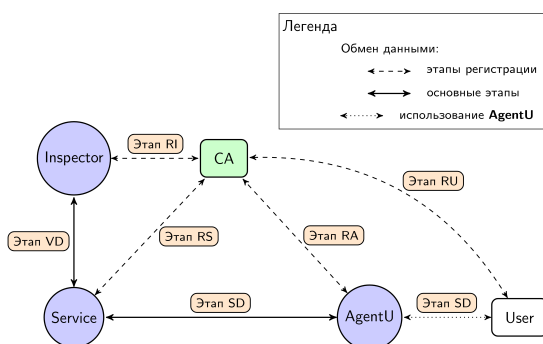 Легенда
Обмен данными:
этапы регистрации
основные этапы
использование AgentU
Этап RI
Inspector
CA
Этап RU
Этап VD
Этап RS
Этап RA
Этап SD
Этап SD
Service
AgentU
User